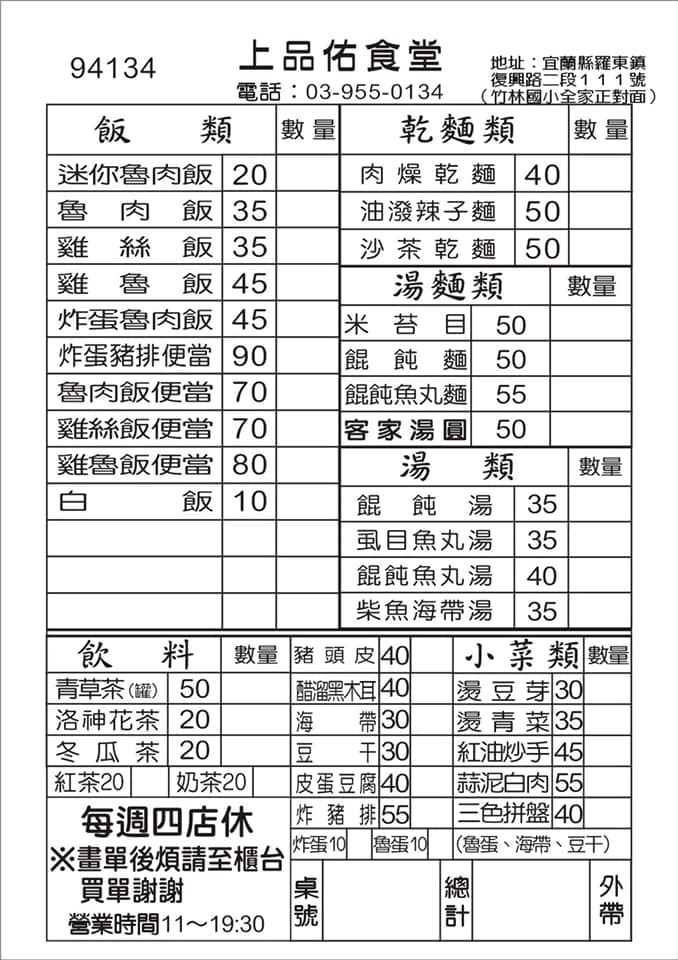 94134
上品佑食堂
電話：03-955-0134
地址：宜蘭縣羅東鎮
復興路二段１１１號
（竹林國小全家正對面）
飯類 數量
迷你魯肉飯 20
魯肉飯 35
雞絲飯 35
雞魯飯 45
炸蛋魯肉飯 45
炸蛋豬排便當 90
魯肉飯便當 70
雞絲飯便當 70
雞魯飯便當 80
白飯 10
乾麵類 數量
肉燥乾麵 40
油潑辣子麵 50
沙茶乾麵 50
湯麵類 數量
米苔目 50
餛飩麵 50
餛飩魚丸麵 55
客家湯圓 50
湯類 數量
餛飩湯 35
虱目魚丸湯 35
餛飩魚丸湯 40
柴魚海帶湯 35
飲料 數量
青草茶(罐) 50
洛神花茶 20
冬瓜茶 20
紅茶20 奶茶20
豬頭皮 40
醋溜黑木耳 40
海帶 30
豆干 30
皮蛋豆腐 40
炸豬排 55
炸蛋10 魯蛋10
小菜類 數量
燙豆芽 30
燙青菜 35
紅油炒手 45
蒜泥白肉 55
三色拼盤 40
(魯蛋、海帶、豆干)
每週四店休
※畫單後煩請至櫃台
買單謝謝
營業時間11～19:30
桌號
總計
外帶